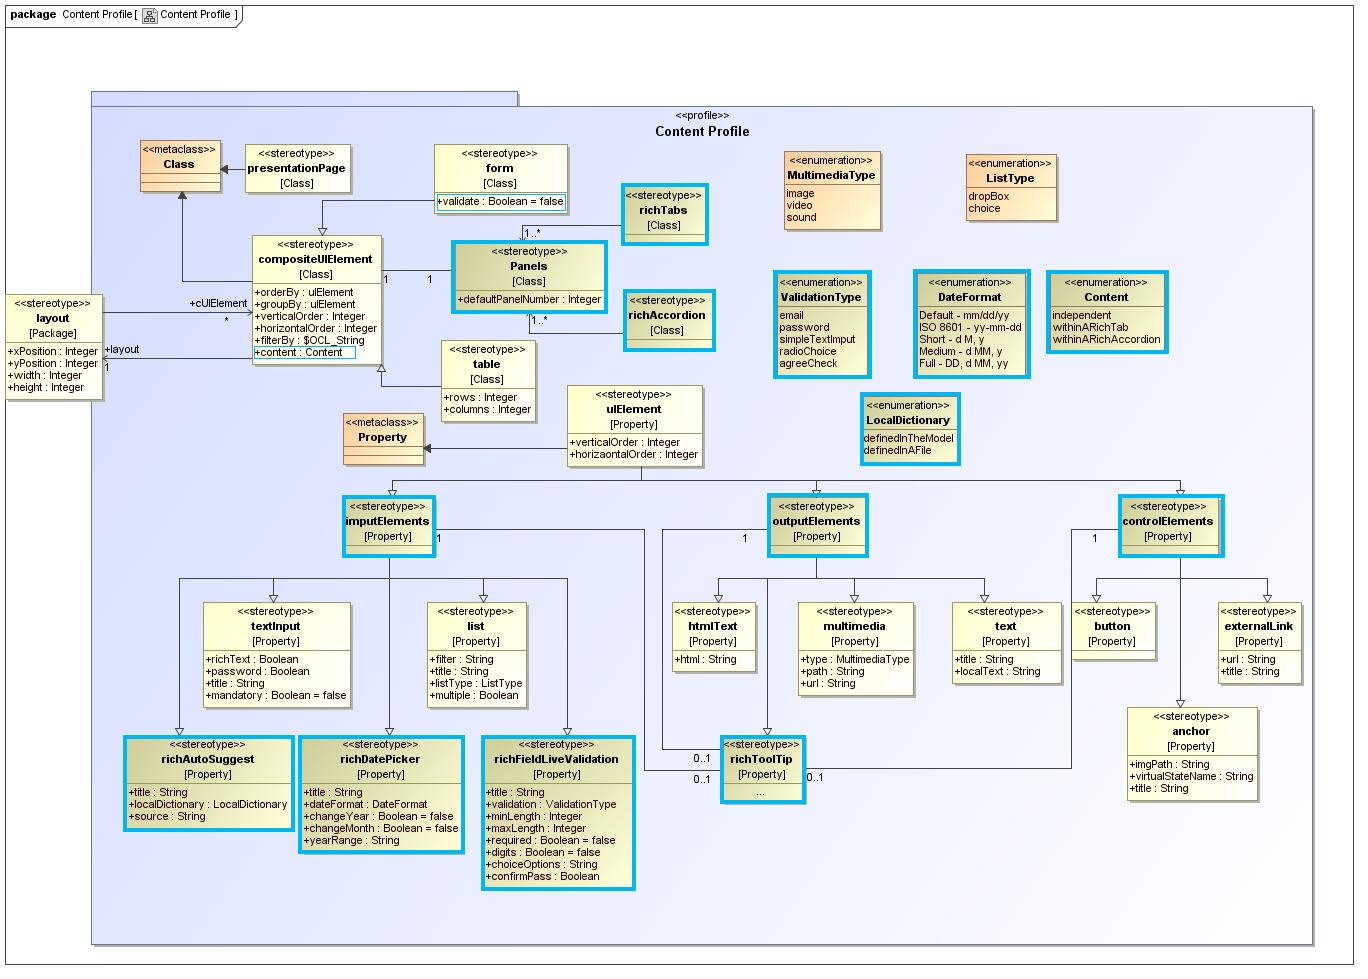 package Content Profile [ Content Profile ]
<<profile>>
Content Profile
<<metaclass>>
Class
<<stereotype>>
presentationPage
[Class]
<<stereotype>>
form
[Class]
+validate : Boolean = false
<<stereotype>>
richTabs
[Class]
<<enumeration>>
MultimediaType
image
video
sound
<<enumeration>>
ListType
dropBox
choice
<<stereotype>>
compositeUIElement
[Class]
+orderBy : uIElement
+groupBy : uIElement
+verticalOrder : Integer
+horizontalOrder : Integer
+filterBy : $OCL_String
+content : Content
1
1
<<stereotype>>
Panels
[Class]
+defaultPanelNumber : Integer
1..*
1..*
<<stereotype>>
richAccordion
[Class]
<<enumeration>>
ValidationType
email
password
simpleTextImput
radioChoice
agreeCheck
<<enumeration>>
DateFormat
Default - mm/dd/yy
ISO 8601 - yy-mm-dd
Short - d M, y
Medium - d MM, y
Full - DD, d MM, yy
<<enumeration>>
Content
independent
withinARichTab
withinARichAccordion
<<stereotype>>
layout
[Package]
+xPosition : Integer
+yPosition : Integer
+width : Integer
+height : Integer
+cUIElement
*
+layout
1
<<stereotype>>
table
[Class]
+rows : Integer
+columns : Integer
<<metaclass>>
Property
<<stereotype>>
uIElement
[Property]
+verticalOrder : Integer
+horizaontalOrder : Integer
<<enumeration>>
LocalDictionary
definedInTheModel
definedInAFile
<<stereotype>>
imputElements
[Property]
1
<<stereotype>>
outputElements
[Property]
1
<<stereotype>>
controlElements
[Property]
1
<<stereotype>>
textInput
[Property]
+richText : Boolean
+password : Boolean
+title : String
+mandatory : Boolean = false
<<stereotype>>
list
[Property]
+filter : String
+title : String
+listType : ListType
+multiple : Boolean
<<stereotype>>
htmlText
[Property]
+html : String
<<stereotype>>
multimedia
[Property]
+type : MultimediaType
+path : String
+url : String
<<stereotype>>
text
[Property]
+title : String
+localText : String
<<stereotype>>
button
[Property]
<<stereotype>>
externalLink
[Property]
+url : String
+title : String
<<stereotype>>
richAutoSuggest
[Property]
+title : String
+localDictionary : LocalDictionary
+source : String
<<stereotype>>
richDatePicker
[Property]
+title : String
+dateFormat : DateFormat
+changeYear : Boolean = false
+changeMonth : Boolean = false
+yearRange : String
<<stereotype>>
richFieldLiveValidation
[Property]
+title : String
+validation : ValidationType
+minLength : Integer
+maxLength : Integer
+required : Boolean = false
+digits : Boolean = false
+choiceOptions : String
+confirmPass : Boolean
0..1
0..1
<<stereotype>>
richToolTip
[Property]
...
0..1
<<stereotype>>
anchor
[Property]
+imgPath : String
+virtualStateName : String
+title : String